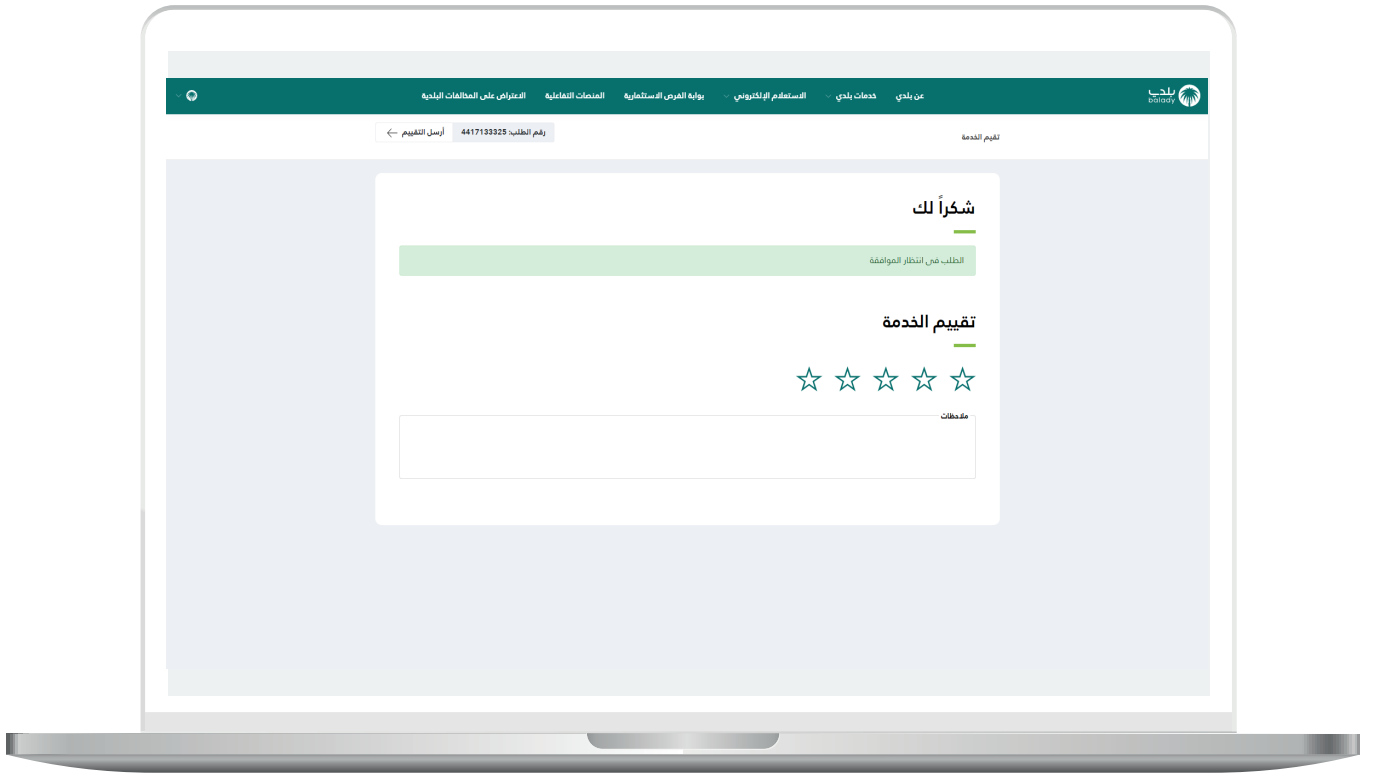 بلدي
balady
عن بلدي
خدمات بلدي
الاستعلام الإلكتروني
بوابة الفرص الاستثمارية
المنصات التفاعلية
الاعتراض على المخالفات البلدية
تقيم الخدمة
رقم الطلب: 4417133325
أرسل التقييم
شكراً لك
الطلب في انتظار الموافقة
تقييم الخدمة
ملاحظات